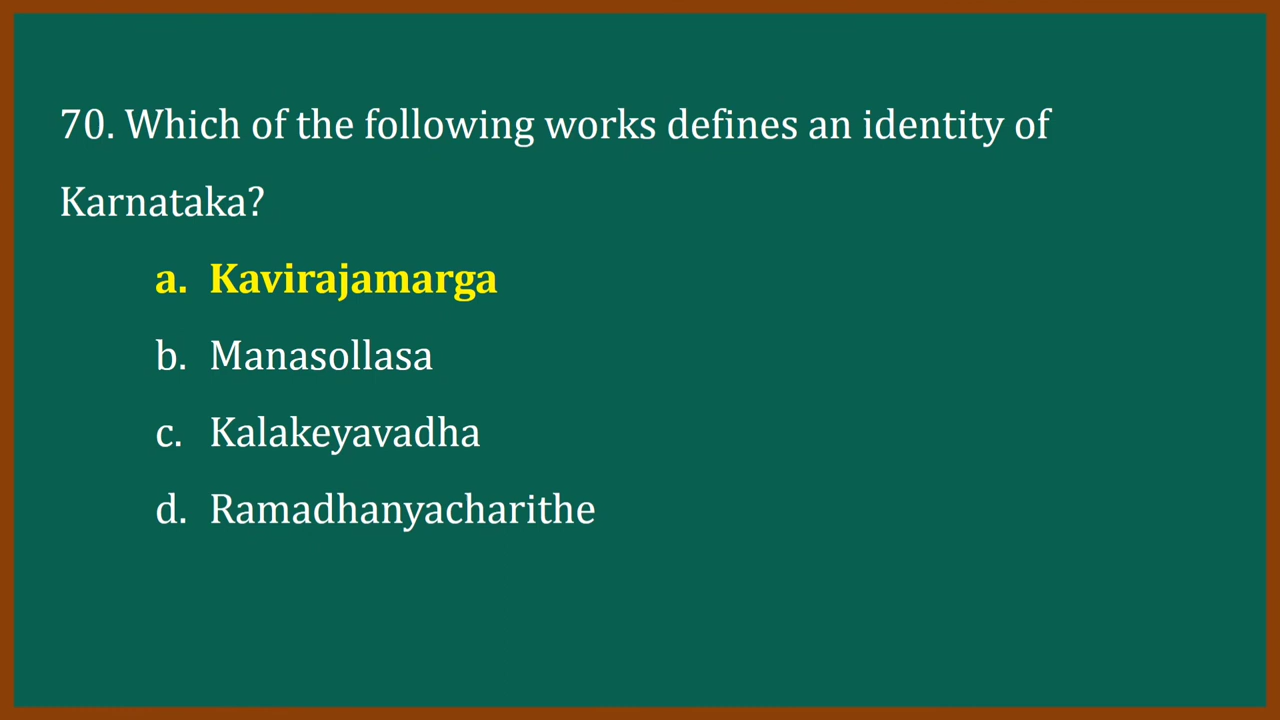 70. Which of the following works defines an identity of
Karnataka?
a. Kavirajamarga
b. Manasollasa
c. Kalakeyavadha
d. Ramadhanyacharithe